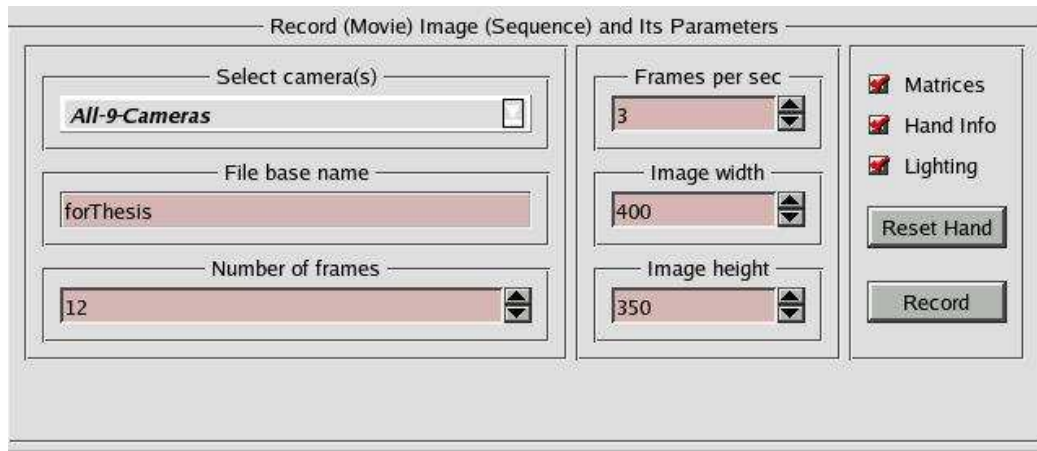 Record (Movie) Image (Sequence) and Its Parameters
Select camera(s)
All-9-Cameras
File base name
forThesis
Number of frames
12
Frames per sec
3
Image width
400
Image height
350
Matrices
Hand Info
Lighting
Reset Hand
Record